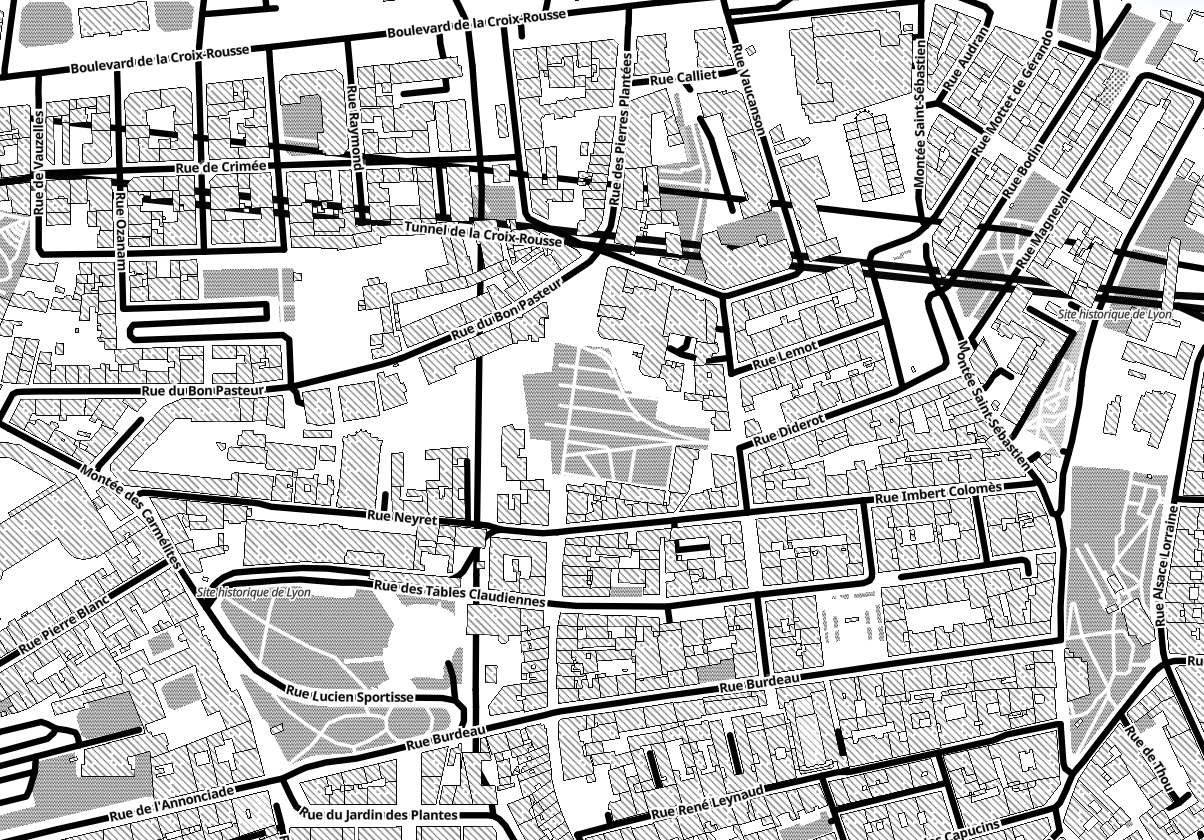 Boulevard de la Croix-Rousse
Boulevard de la Croix-Rousse
Rue Calliet
Rue Audran
Rue Mottet de Gérando
Rue Vaucanson
Montée Saint-Sébastien
Rue des Pierres Plantées
Rue Raymond
Rue de Vauzelles
Rue de Crimée
Rue Bodin
Rue Magneval
Rue Ozanam
Tunnel de la Croix-Rousse
Rue du Bon Pasteur
Site historique de Lyon
Rue Lemot
Montée Saint-Sébastien
Rue du Bon Pasteur
Rue Diderot
Rue Imbert Colomès
Montée des Carmélites
Rue Neyret
Rue Alsace Lorraine
Rue des Tables Claudiennes
Site historique de Lyon
Rue Pierre Blanc
Ru
Rue Lucien Sportisse
Rue Burdeau
Rue Burdeau
Rue de Thou
Rue de l'Annonciade
Rue René Leynaud
Rue du Jardin des Plantes
es Capucins